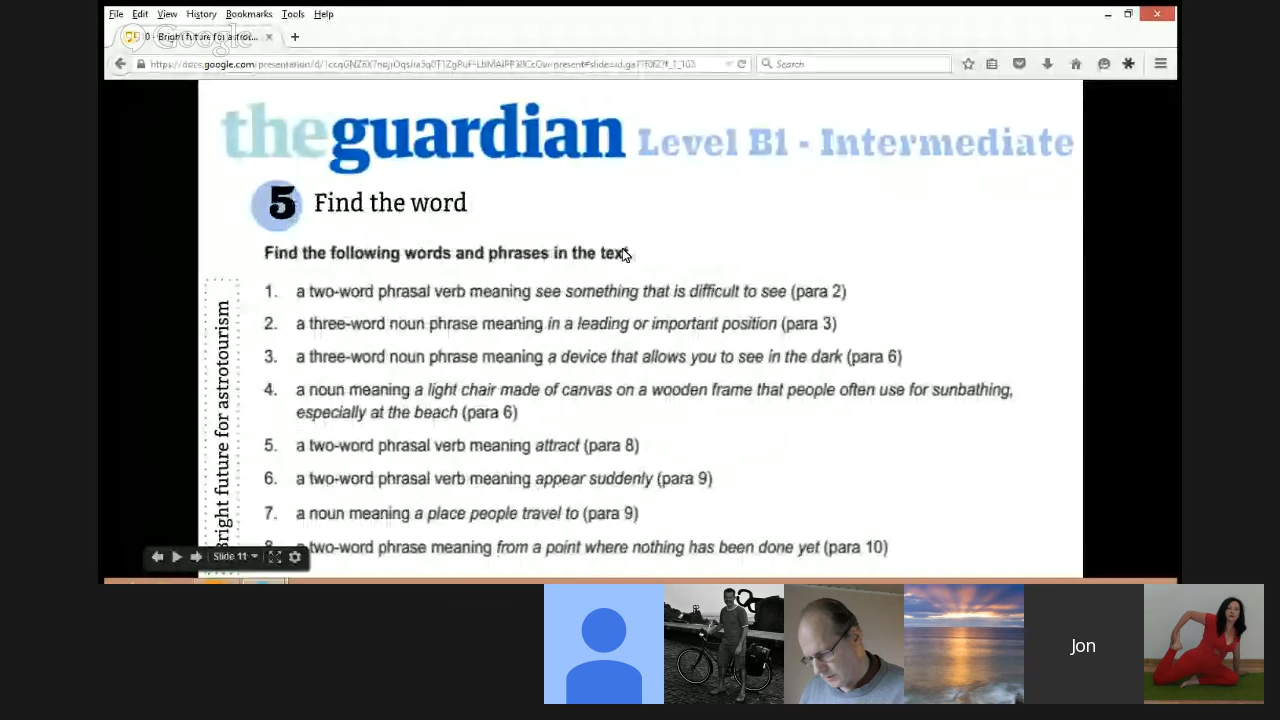 File Edit View History Bookmarks Tools Help
Google
0 - Bright future for astrot...
Search
theguardian Level B1 - Intermediate
5 Find the word
Find the following words and phrases in the text
1. a two-word phrasal verb meaning see something that is difficult to see (para 2)
2. a three-word noun phrase meaning in a leading or important position (para 3)
3. a three-word noun phrase meaning a device that allows you to see in the dark (para 6)
4. a noun meaning a light chair made of canvas on a wooden frame that people often use for sunbathing,
especially at the beach (para 6)
5. a two-word phrasal verb meaning attract (para 8)
6. a two-word phrasal verb meaning appear suddenly (para 9)
7. a noun meaning a place people travel to (para 9)
8. a two-word phrase meaning from a point where nothing has been done yet (para 10)
Bright future for astrotourism
Slide 11
Jon